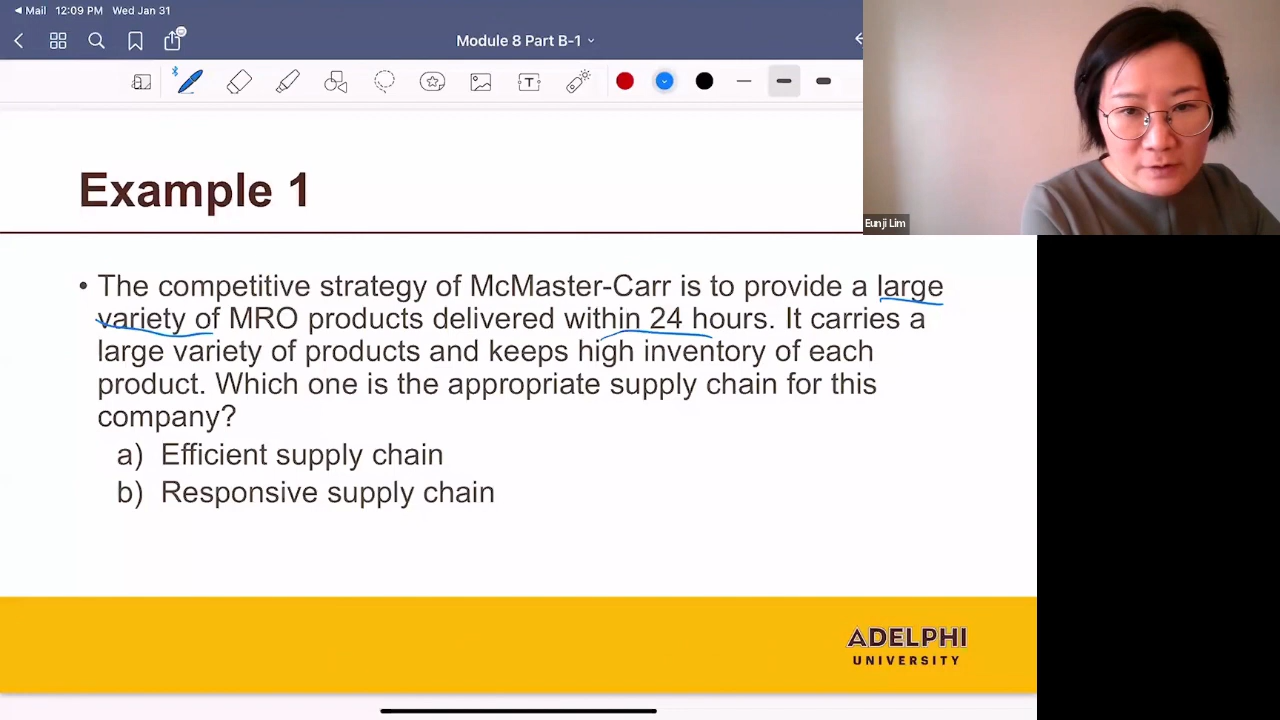 Mail 12:09 PM Wed Jan 31
Module 8 Part B-1
T
Eunji Lim
Example 1
• The competitive strategy of McMaster-Carr is to provide a large
variety of MRO products delivered within 24 hours. It carries a
large variety of products and keeps high inventory of each
product. Which one is the appropriate supply chain for this
company?
a) Efficient supply chain
b) Responsive supply chain
ADELPHI
UNIVERSITY